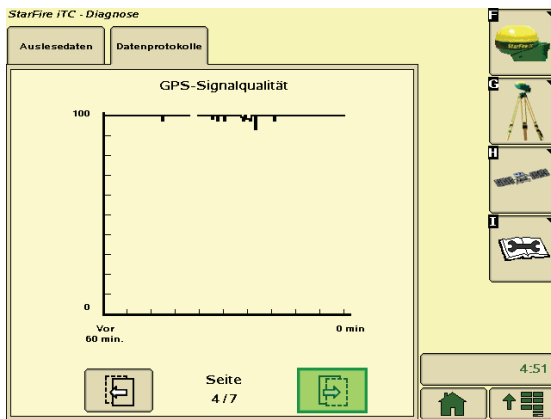 StarFire iTC - Diagnose
F
Auslesedaten
Datenprotokolle
StarFire
GPS-Signalqualität
G
100
H
I
0
Vor
60 min.
0 min
Seite
4/7
4:51